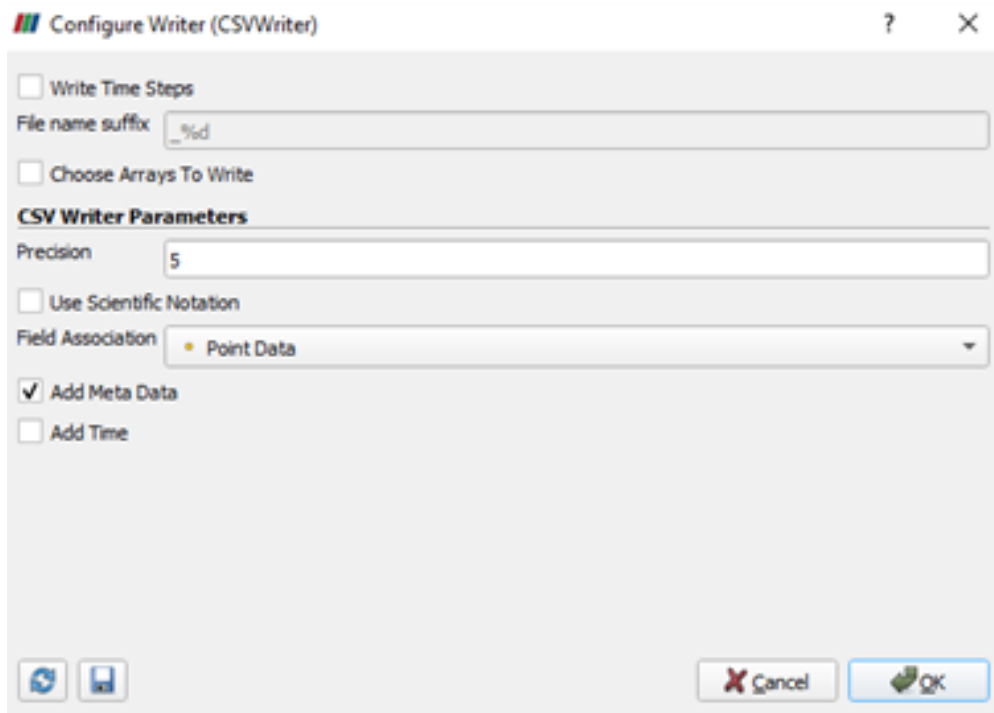 Configure Writer (CSVWriter) ?
Write Time Steps
File name suffix _%d
Choose Arrays To Write
CSV Writer Parameters
Precision 5
Use Scientific Notation
Field Association Point Data
Add Meta Data
Add Time
Cancel OK